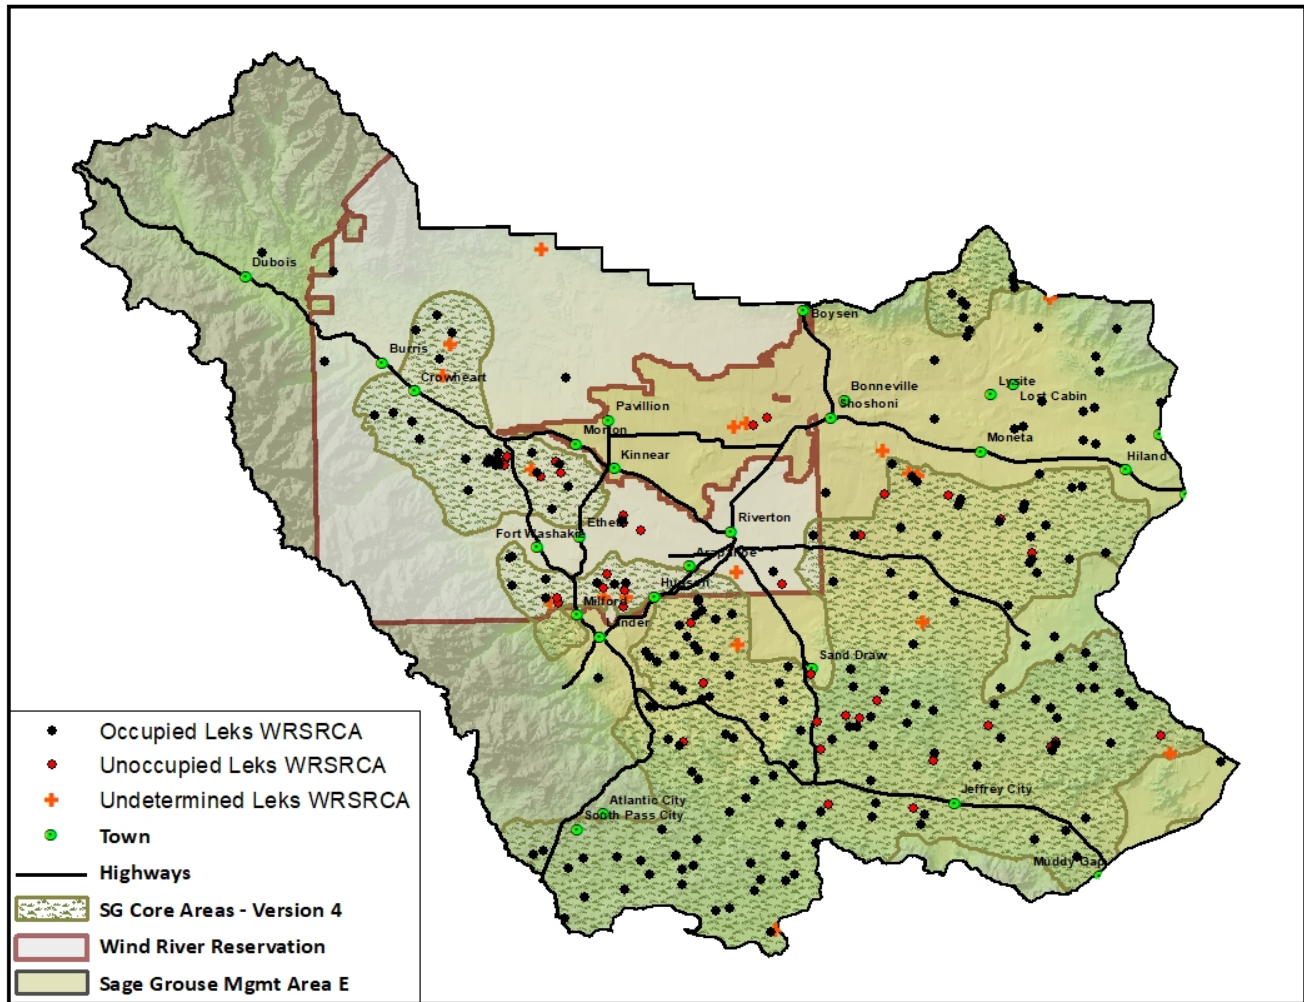 Dubois
Boysen
Burris
Crowheart
Bonneville
Lysite
Lost Cabin
Pavillion
Shoshoni
Morton
Moneta
Kinnear
Hiland
Riverton
Ethete
Fort Washakie
Arapahoe
Hudson
Milford
Lander
Sand Draw
Jeffrey City
Atlantic City
South Pass City
Muddy Gap
Occupied Leks WRSRCA
Unoccupied Leks WRSRCA
Undetermined Leks WRSRCA
Town
Highways
SG Core Areas - Version 4
Wind River Reservation
Sage Grouse Mgmt Area E